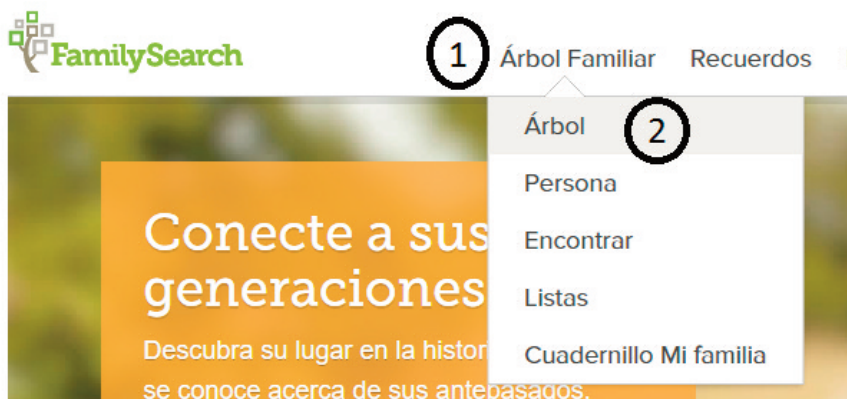 FamilySearch
1 Árbol Familiar Recuerdos
Árbol 2
Persona
Encontrar
Listas
Cuadernillo Mi familia
Conecte a sus
generaciones
Descubra su lugar en la histori
se conoce acerca de sus antepasados.